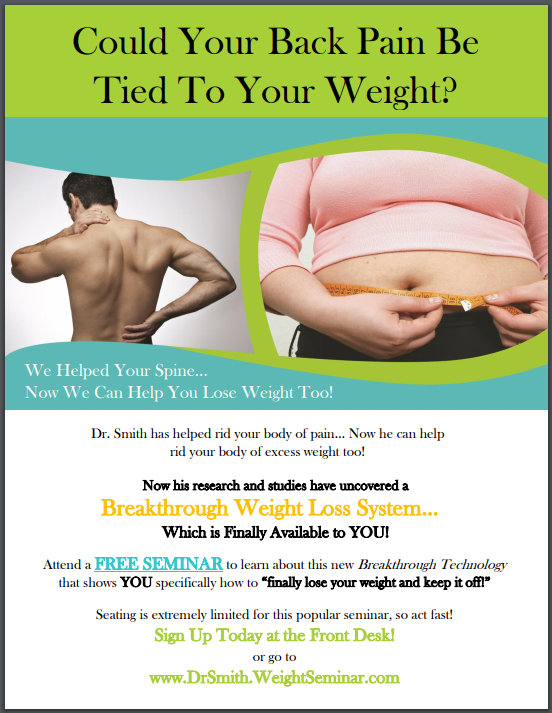 Could Your Back Pain Be
Tied To Your Weight?
We Helped Your Spine...
Now We Can Help You Lose Weight Too!
Dr. Smith has helped rid your body of pain... Now he can help
rid your body of excess weight too!
Now his research and studies have uncovered a
Breakthrough Weight Loss System...
Which is Finally Available to YOU!
Attend a FREE SEMINAR to learn about this new Breakthrough Technology
that shows YOU specifically how to “finally lose your weight and keep it off!”
Seating is extremely limited for this popular seminar, so act fast!
Sign Up Today at the Front Desk!
or go to
www.DrSmith.WeightSeminar.com